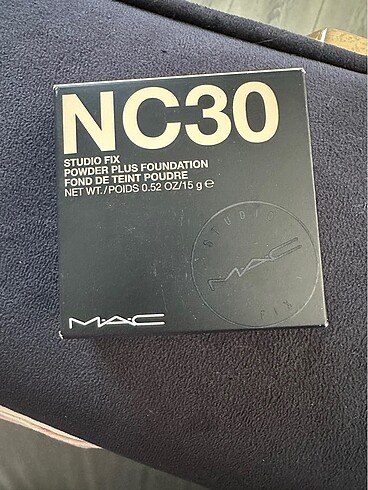 NC30
STUDIO FIX
POWDER PLUS FOUNDATION
FOND DE TEINT POUDRE
NET WT./POIDS 0.52 OZ/15 g ℮
STUDIO
MAC
FIX
M·A·C